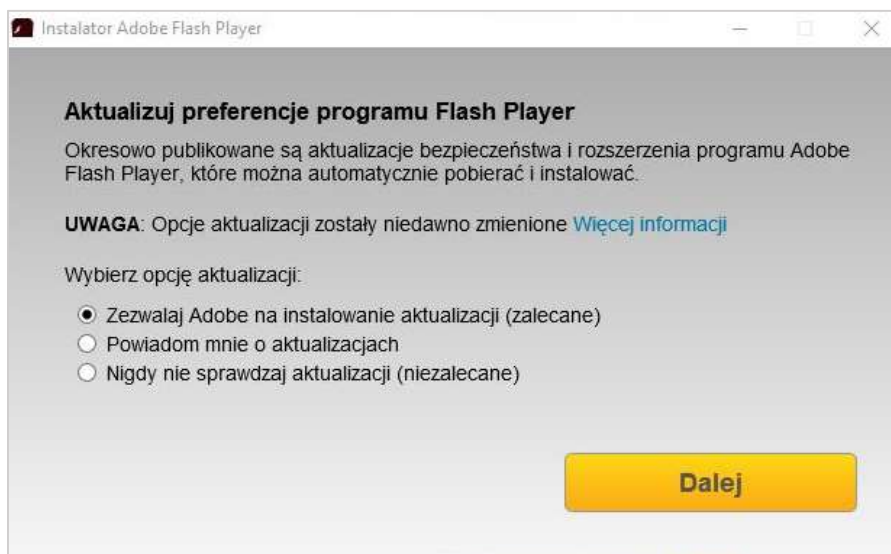 Instalator Adobe Flash Player
Aktualizuj preferencje programu Flash Player
Okresowo publikowane są aktualizacje bezpieczeństwa i rozszerzenia programu Adobe
Flash Player, które można automatycznie pobierać i instalować.
UWAGA: Opcje aktualizacji zostały niedawno zmienione Więcej informacji
Wybierz opcję aktualizacji:
Zezwalaj Adobe na instalowanie aktualizacji (zalecane)
Powiadom mnie o aktualizacjach
Nigdy nie sprawdzaj aktualizacji (niezalecane)
Dalej